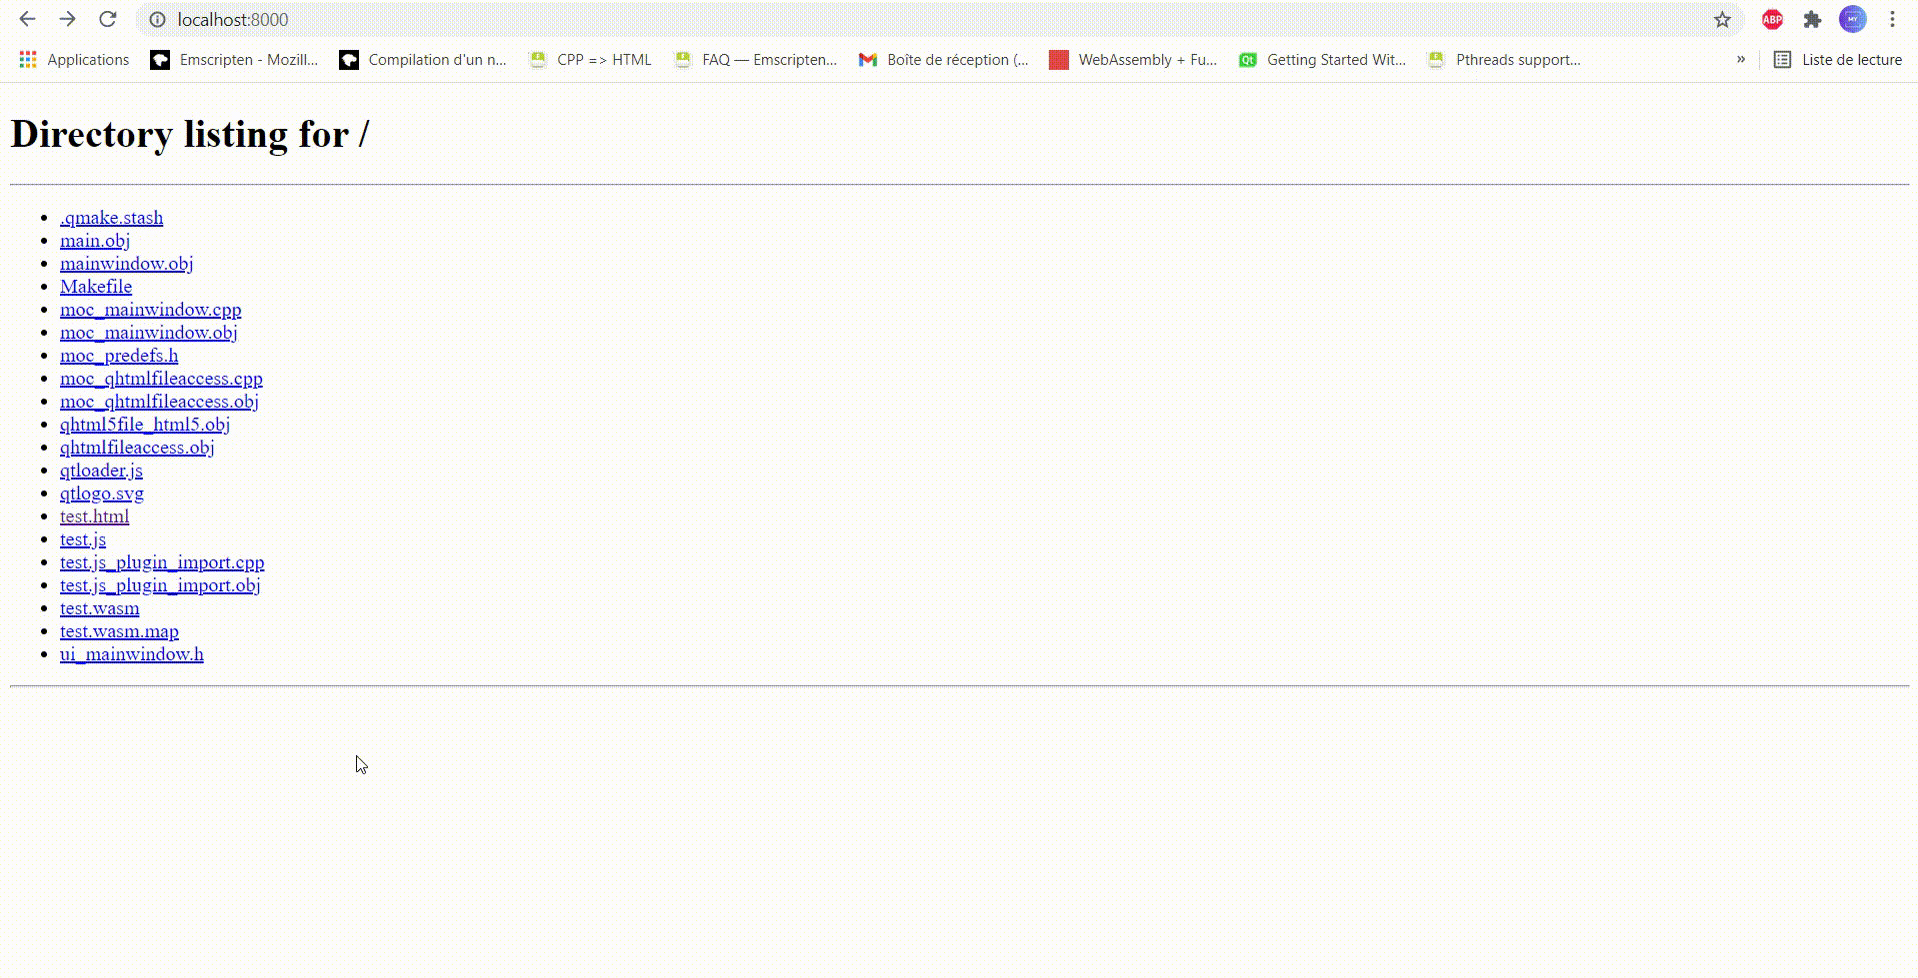 localhost:8000
ABP
MY
Applications Emscripten - Mozill... Compilation d'un n... CPP => HTML FAQ — Emscripten... Boîte de réception (... WebAssembly + Fu... Qt Getting Started Wit... Pthreads support... » Liste de lecture
Directory listing for /
.qmake.stash
main.obj
mainwindow.obj
Makefile
moc_mainwindow.cpp
moc_mainwindow.obj
moc_predefs.h
moc_qhtmlfileaccess.cpp
moc_qhtmlfileaccess.obj
qhtml5file_html5.obj
qhtmlfileaccess.obj
qtloader.js
qtlogo.svg
test.html
test.js
test.js_plugin_import.cpp
test.js_plugin_import.obj
test.wasm
test.wasm.map
ui_mainwindow.h